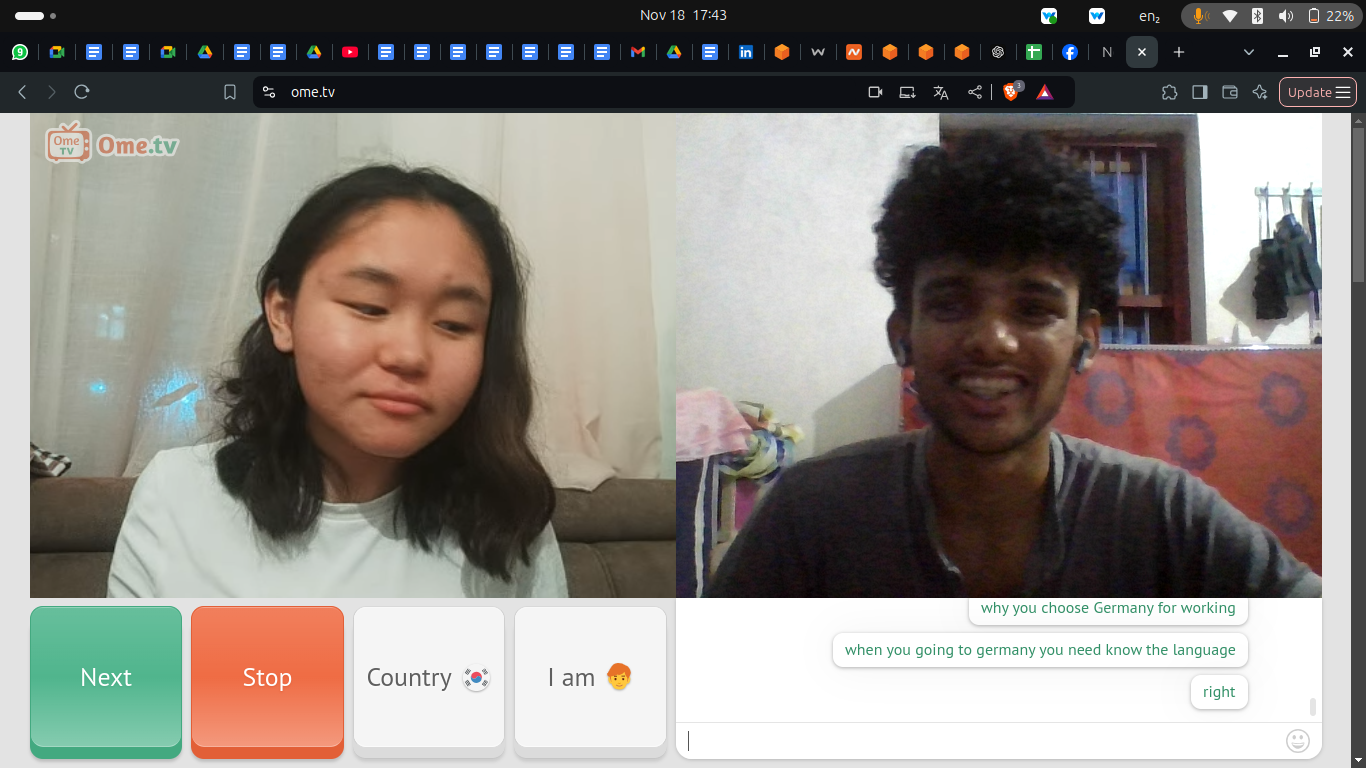 Nov 18 17:43
en₂
22%
9
N
ome.tv
3
Update
Ome
TV
Ome.tv
why you choose Germany for working
when you going to germany you need know the language
right
Next
Stop
Country
I am